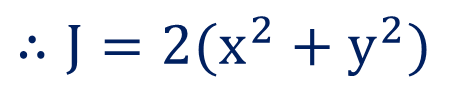 ∴ J = 2(x² + y²)